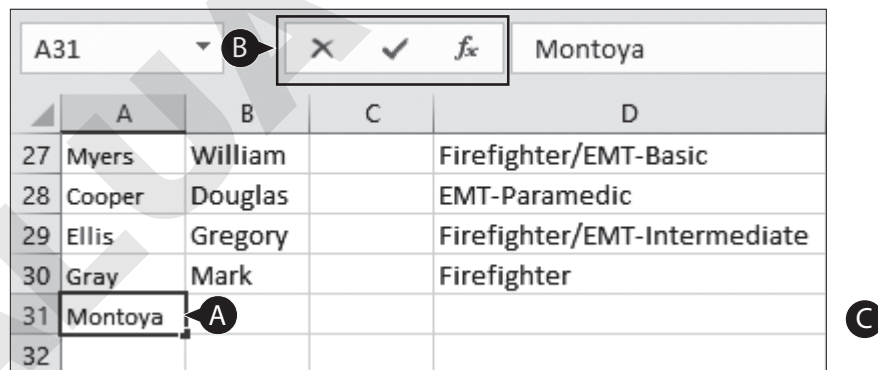 A31 B × ✓ fx Montoya
A B C D
27 Myers William Firefighter/EMT-Basic
28 Cooper Douglas EMT-Paramedic
29 Ellis Gregory Firefighter/EMT-Intermediate
30 Gray Mark Firefighter
31 Montoya A C
32